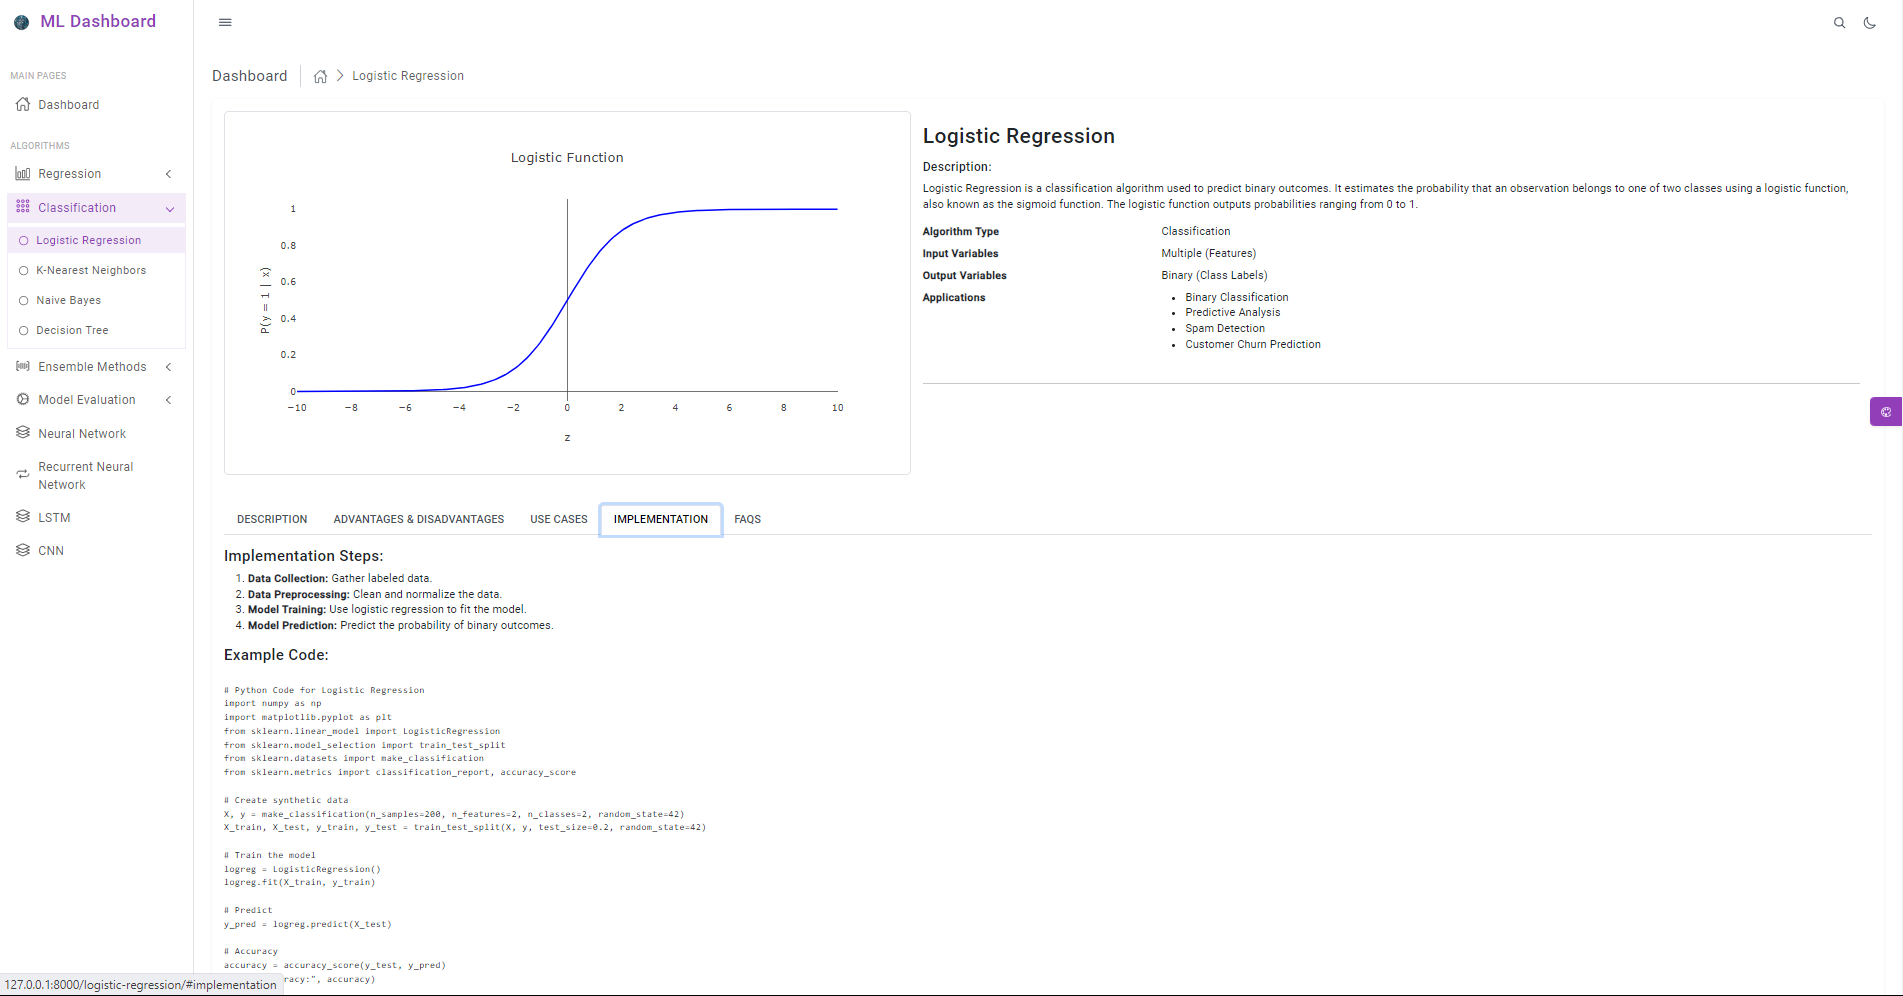 ML Dashboard
MAIN PAGES
Dashboard
ALGORITHMS
Regression
Classification
Logistic Regression
K-Nearest Neighbors
Naive Bayes
Decision Tree
Ensemble Methods
Model Evaluation
Neural Network
Recurrent Neural
Network
LSTM
CNN
Dashboard
Logistic Regression
Logistic Function
P(y = 1 | x)
1
0.8
0.6
0.4
0.2
0
−10 −8 −6 −4 −2 0 2 4 6 8 10
z
Logistic Regression
Description:
Logistic Regression is a classification algorithm used to predict binary outcomes. It estimates the probability that an observation belongs to one of two classes using a logistic function,
also known as the sigmoid function. The logistic function outputs probabilities ranging from 0 to 1.
Algorithm Type Classification
Input Variables Multiple (Features)
Output Variables Binary (Class Labels)
Applications
• Binary Classification
• Predictive Analysis
• Spam Detection
• Customer Churn Prediction
DESCRIPTION ADVANTAGES & DISADVANTAGES USE CASES IMPLEMENTATION FAQS
Implementation Steps:
1. Data Collection: Gather labeled data.
2. Data Preprocessing: Clean and normalize the data.
3. Model Training: Use logistic regression to fit the model.
4. Model Prediction: Predict the probability of binary outcomes.
Example Code:
# Python Code for Logistic Regression
import numpy as np
import matplotlib.pyplot as plt
from sklearn.linear_model import LogisticRegression
from sklearn.model_selection import train_test_split
from sklearn.datasets import make_classification
from sklearn.metrics import classification_report, accuracy_score
# Create synthetic data
X, y = make_classification(n_samples=200, n_features=2, n_classes=2, random_state=42)
X_train, X_test, y_train, y_test = train_test_split(X, y, test_size=0.2, random_state=42)
# Train the model
logreg = LogisticRegression()
logreg.fit(X_train, y_train)
# Predict
y_pred = logreg.predict(X_test)
# Accuracy
accuracy = accuracy_score(y_test, y_pred)
racy:", accuracy)
127.0.0.1:8000/logistic-regression/#implementation